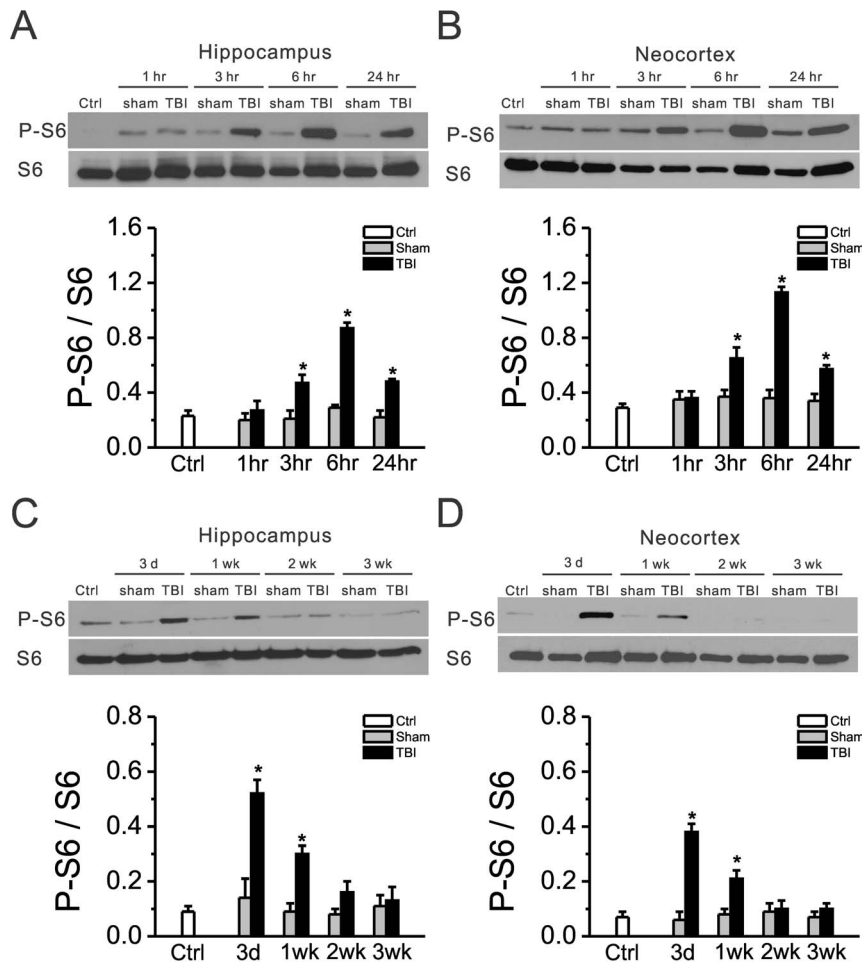 A
Hippocampus
1 hr 3 hr 6 hr 24 hr
Ctrl sham TBI sham TBI sham TBI sham TBI
P-S6
S6
1.6
1.2
0.8
0.4
0.0
P-S6 / S6
Ctrl
Sham
TBI
*
*
*
Ctrl 1hr 3hr 6hr 24hr
B
Neocortex
1 hr 3 hr 6 hr 24 hr
Ctrl sham TBI sham TBI sham TBI sham TBI
P-S6
S6
1.6
1.2
0.8
0.4
0.0
P-S6 / S6
Ctrl
Sham
TBI
*
*
*
Ctrl 1hr 3hr 6hr 24hr
C
Hippocampus
3 d 1 wk 2 wk 3 wk
Ctrl sham TBI sham TBI sham TBI sham TBI
P-S6
S6
0.8
0.6
0.4
0.2
0.0
P-S6 / S6
Ctrl
Sham
TBI
*
*
Ctrl 3d 1wk 2wk 3wk
D
Neocortex
3 d 1 wk 2 wk 3 wk
Ctrl sham TBI sham TBI sham TBI sham TBI
P-S6
S6
0.8
0.6
0.4
0.2
0.0
P-S6 / S6
Ctrl
Sham
TBI
*
*
Ctrl 3d 1wk 2wk 3wk